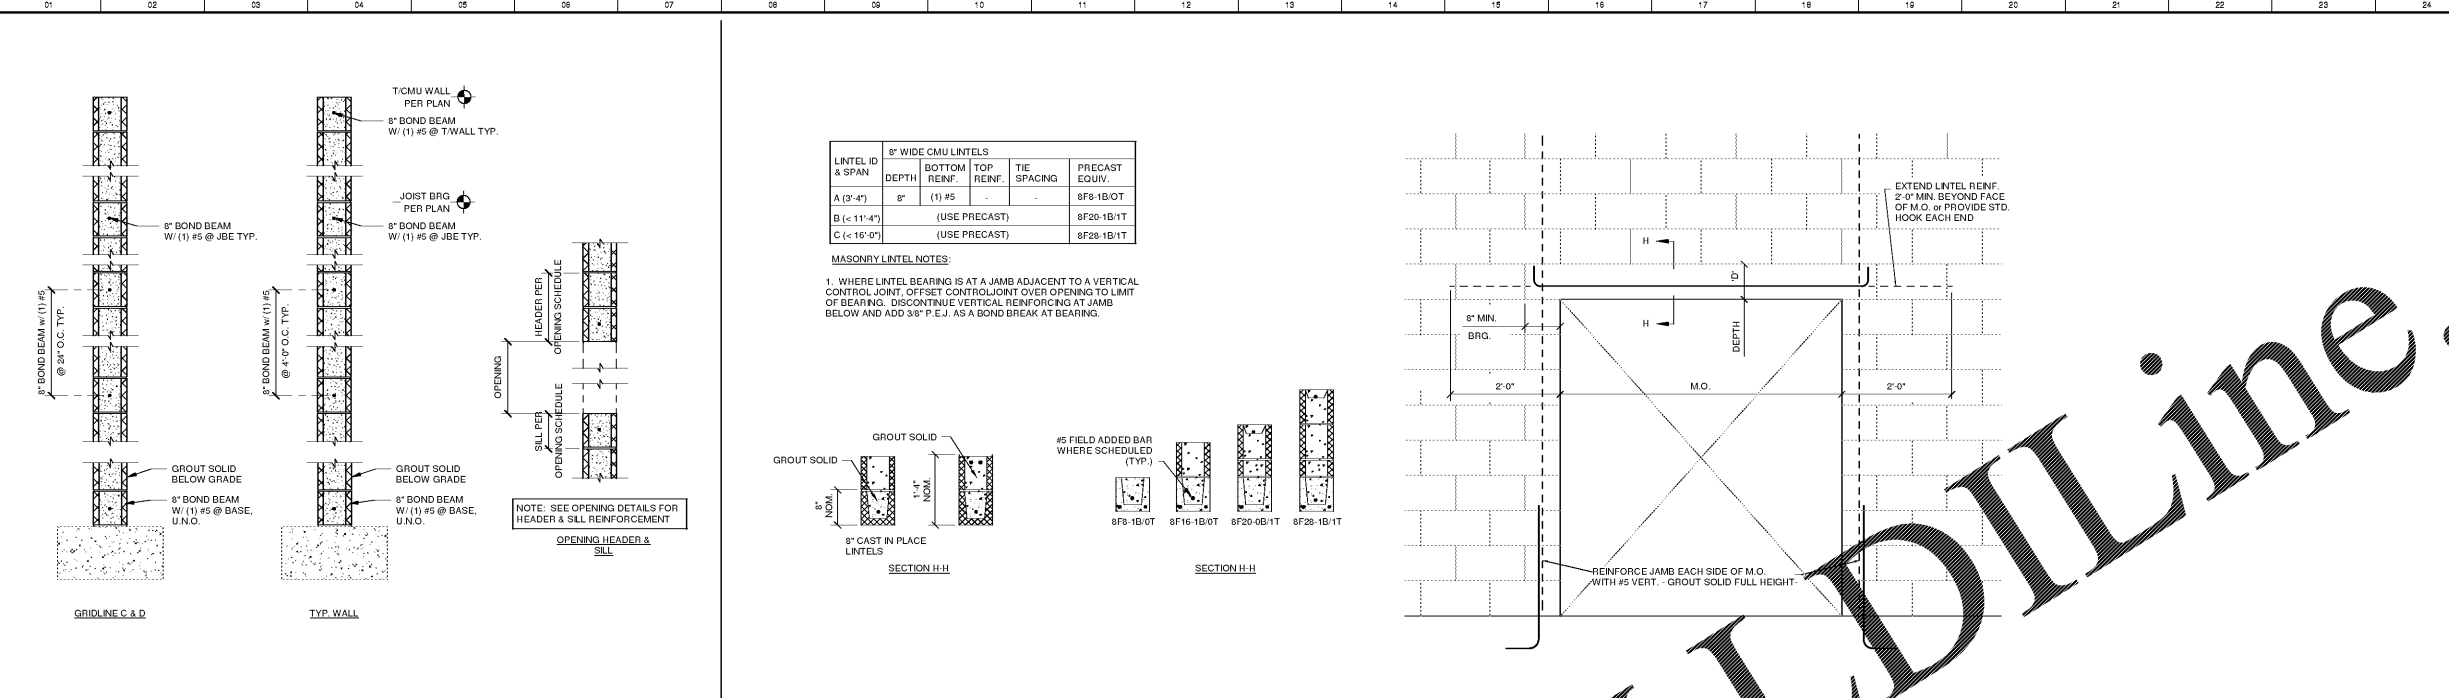 01 02 03 04 05 06 07 08 09 10 11 12 13 14 15 16 17 18 19 20 21 22 23 24
T/CMU WALL
PER PLAN
8" BOND BEAM
W/ (1) #5 @ T/WALL TYP.
JOIST BRG
PER PLAN
8" BOND BEAM
W/ (1) #5 @ JBE TYP.
8" BOND BEAM
W/ (1) #5 @ JBE TYP.
8" BOND BEAM w/ (1) #5
@ 24" O.C. TYP.
8" BOND BEAM w/ (1) #5
@ 4'-0" O.C. TYP.
GROUT SOLID
BELOW GRADE
8" BOND BEAM
W/ (1) #5 @ BASE,
U.N.O.
GROUT SOLID
BELOW GRADE
8" BOND BEAM
W/ (1) #5 @ BASE,
U.N.O.
GRIDLINE C & D
TYP. WALL
HEADER PER
OPENING SCHEDULE
OPENING
SILL PER
OPENING SCHEDULE
NOTE: SEE OPENING DETAILS FOR
HEADER & SILL REINFORCEMENT
OPENING HEADER &
SILL
LINTEL ID
& SPAN
8" WIDE CMU LINTELS
DEPTH
BOTTOM
REINF.
TOP
REINF.
TIE
SPACING
PRECAST
EQUIV.
A (3'-4") 8" (1) #5 - - 8F8-1B/OT
B (< 11'-4") (USE PRECAST) 8F20-1B/1T
C (< 16'-0") (USE PRECAST) 8F28-1B/1T
MASONRY LINTEL NOTES:
1. WHERE LINTEL BEARING IS AT A JAMB ADJACENT TO A VERTICAL
CONTROL JOINT, OFFSET CONTROLJOINT OVER OPENING TO LIMIT
OF BEARING. DISCONTINUE VERTICAL REINFORCING AT JAMB
BELOW AND ADD 3/8" P.E.J. AS A BOND BREAK AT BEARING.
GROUT SOLID
GROUT SOLID
8"
NOM.
1'-4"
NOM.
8" CAST IN PLACE
LINTELS
SECTION H-H
#5 FIELD ADDED BAR
WHERE SCHEDULED
(TYP.)
8F8-1B/0T 8F16-1B/0T 8F20-0B/1T 8F28-1B/1T
SECTION H-H
EXTEND LINTEL REINF.
2'-0" MIN. BEYOND FACE
OF M.O. or PROVIDE STD.
HOOK EACH END
H
'D'
H
8" MIN.
BRG.
DEPTH
2'-0" M.O. 2'-0"
REINFORCE JAMB EACH SIDE OF M.O.
WITH #5 VERT. - GROUT SOLID FULL HEIGHT-
DILine.